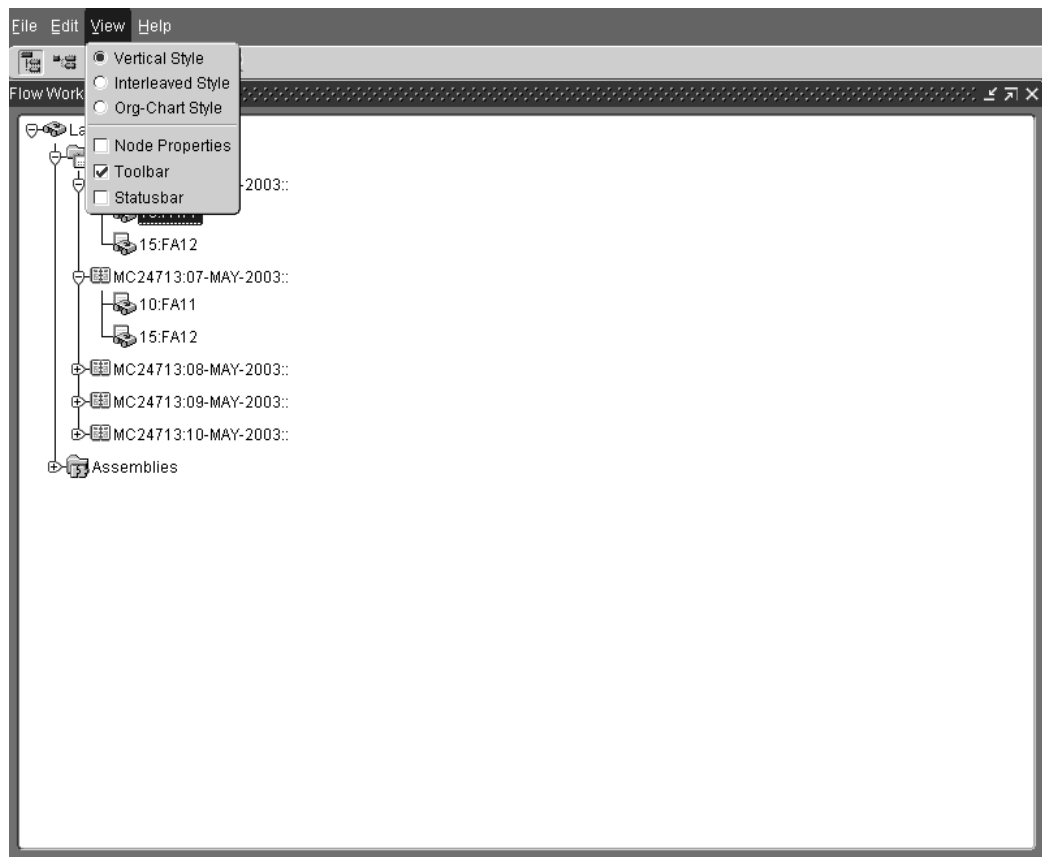 File Edit View Help
Vertical Style
Interleaved Style
Org-Chart Style
Node Properties
Toolbar
Statusbar
Flow Work
La
-2003::
15:FA12
MC24713:07-MAY-2003::
10:FA11
15:FA12
MC24713:08-MAY-2003::
MC24713:09-MAY-2003::
MC24713:10-MAY-2003::
Assemblies